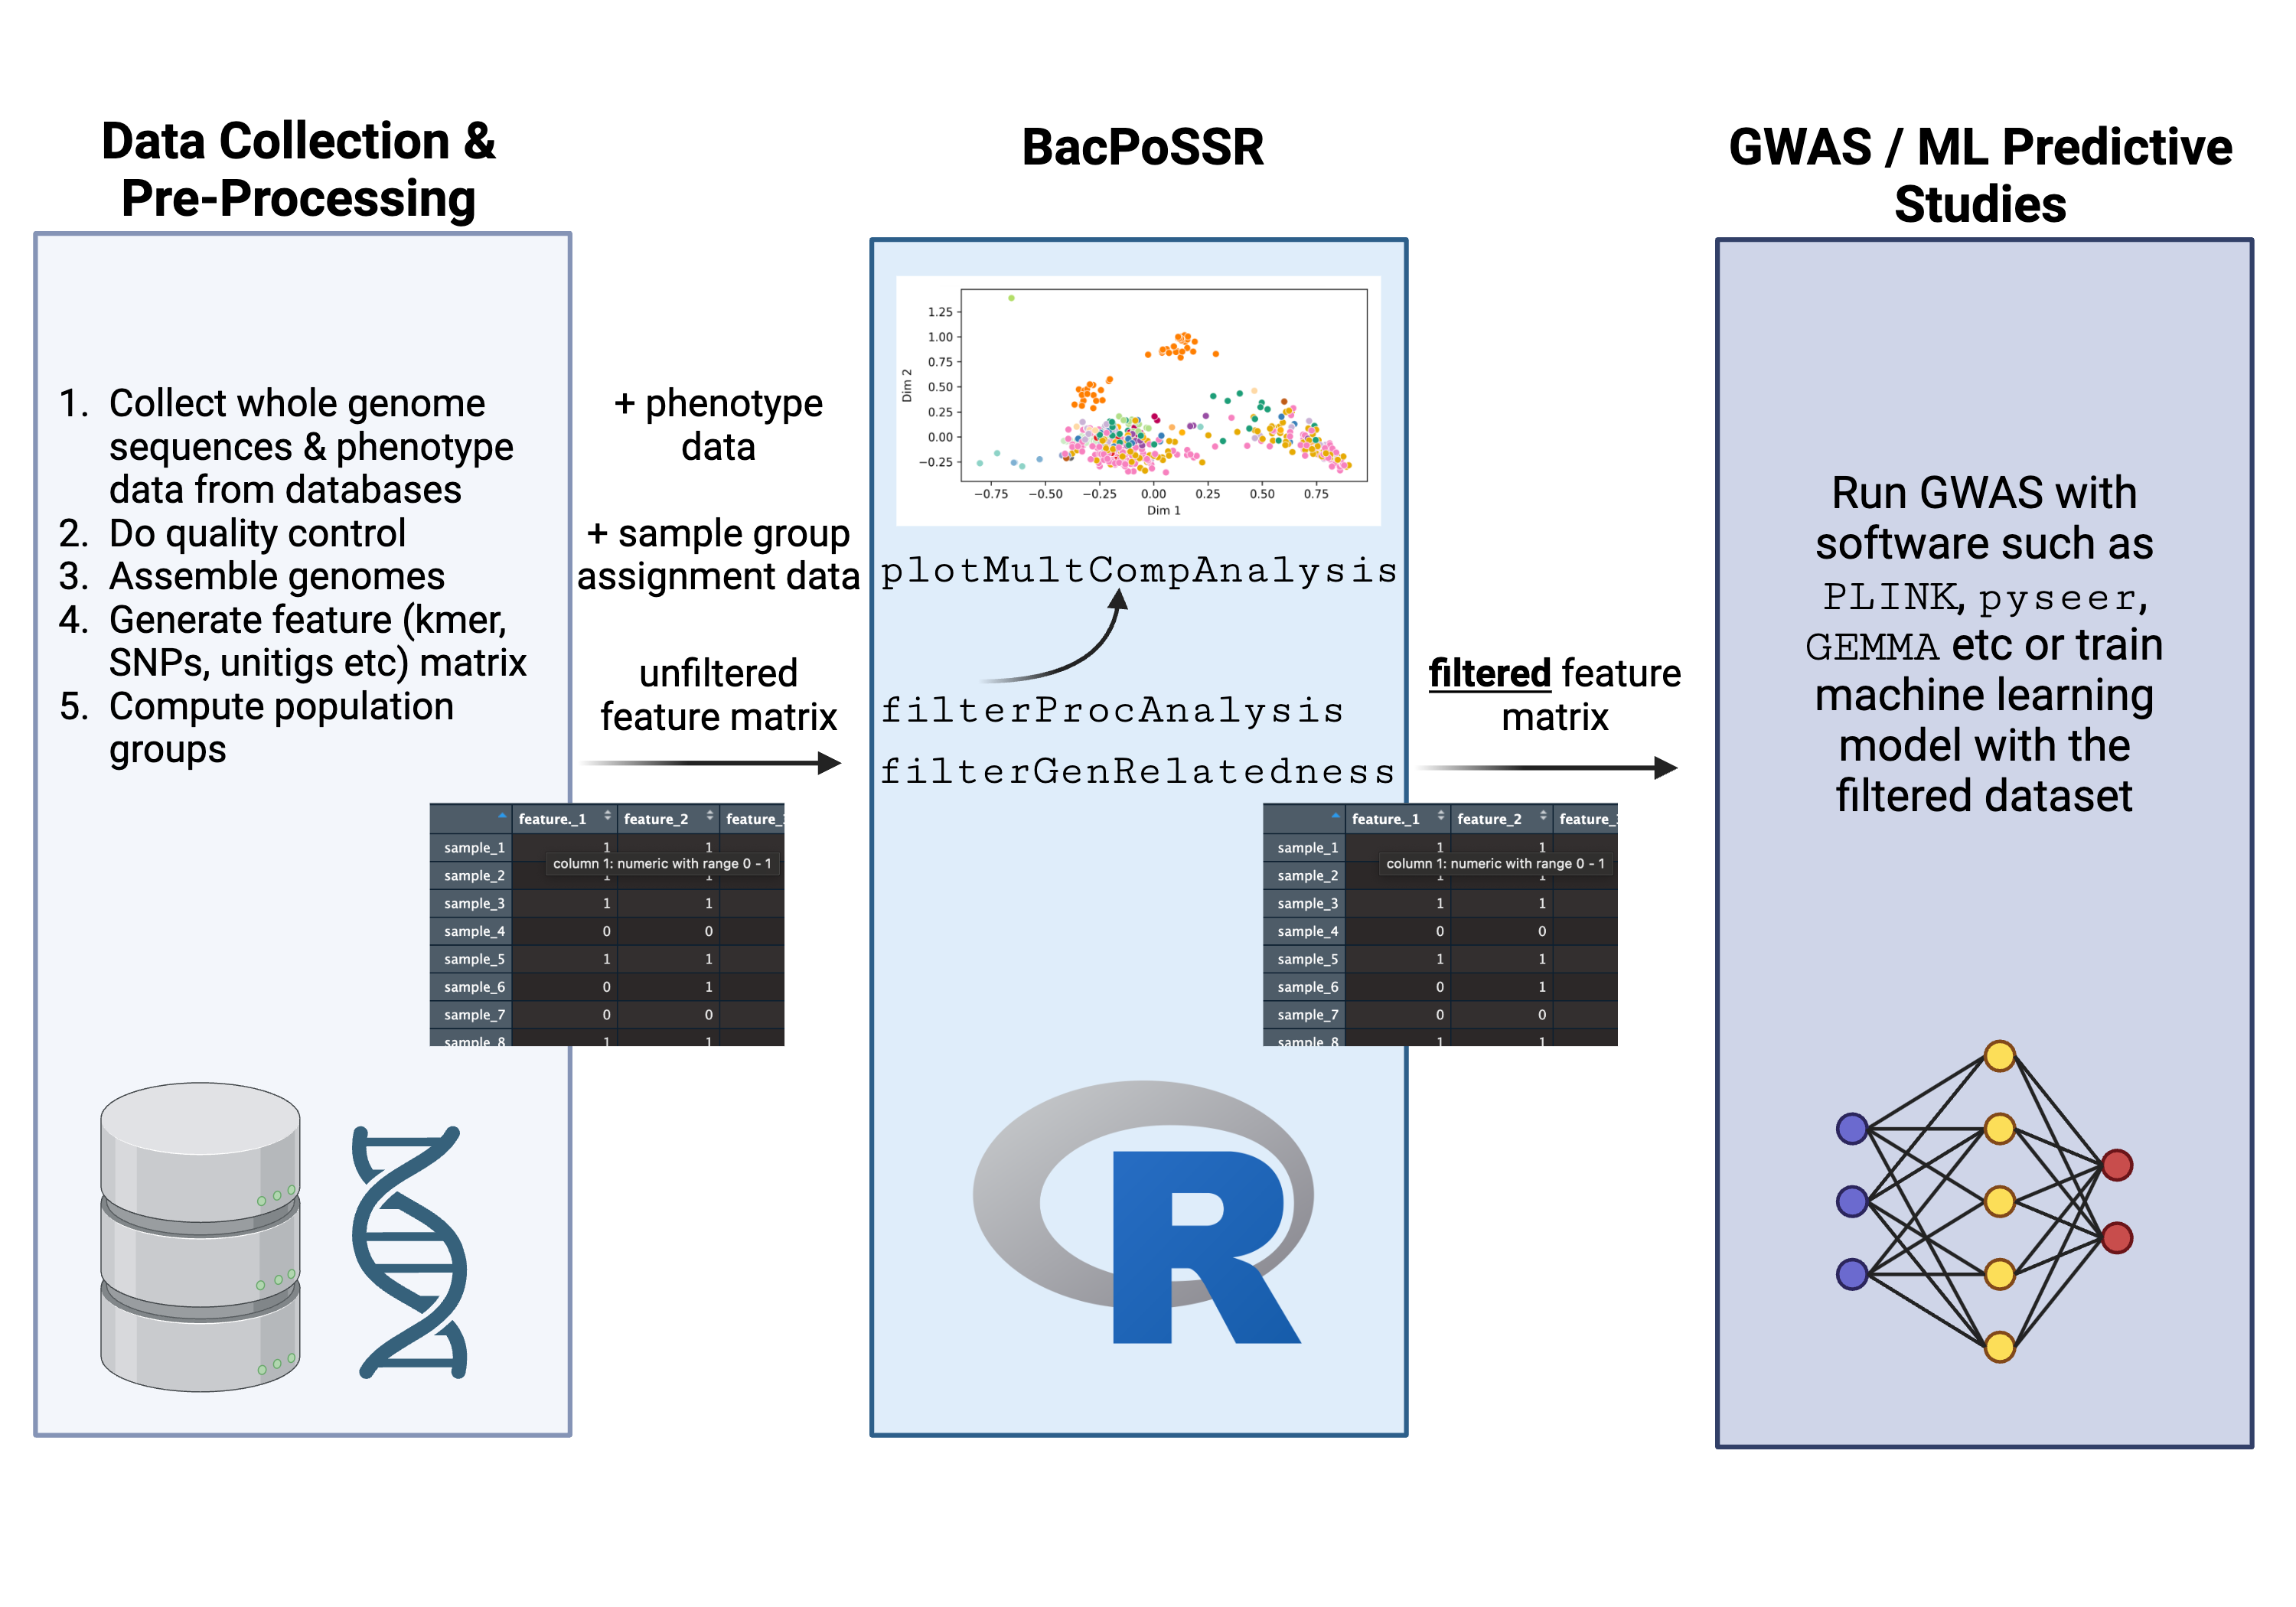 Data Collection &
Pre-Processing
1. Collect whole genome
sequences & phenotype
data from databases
2. Do quality control
3. Assemble genomes
4. Generate feature (kmer,
SNPs, unitigs etc) matrix
5. Compute population
groups
+ phenotype
data
+ sample group
assignment data
unfiltered
feature matrix
feature._1 feature_2 feature_
sample_1 1 1
column 1: numeric with range 0 - 1
sample_2 1 1
sample_3 1 1
sample_4 0 0
sample_5 1 1
sample_6 0 1
sample_7 0 0
sample_8 1 1
BacPoSSR
1.25
1.00
0.75
0.50
0.25
0.00
−0.25
Dim 2
−0.75 −0.50 −0.25 0.00 0.25 0.50 0.75
Dim 1
plotMultCompAnalysis
filterProcAnalysis
filterGenRelatedness
R
filtered feature
matrix
feature._1 feature_2 feature_
sample_1 1 1
column 1: numeric with range 0 - 1
sample_2 1 1
sample_3 1 1
sample_4 0 0
sample_5 1 1
sample_6 0 1
sample_7 0 0
sample_8 1 1
GWAS / ML Predictive
Studies
Run GWAS with
software such as
PLINK, pyseer,
GEMMA etc or train
machine learning
model with the
filtered dataset